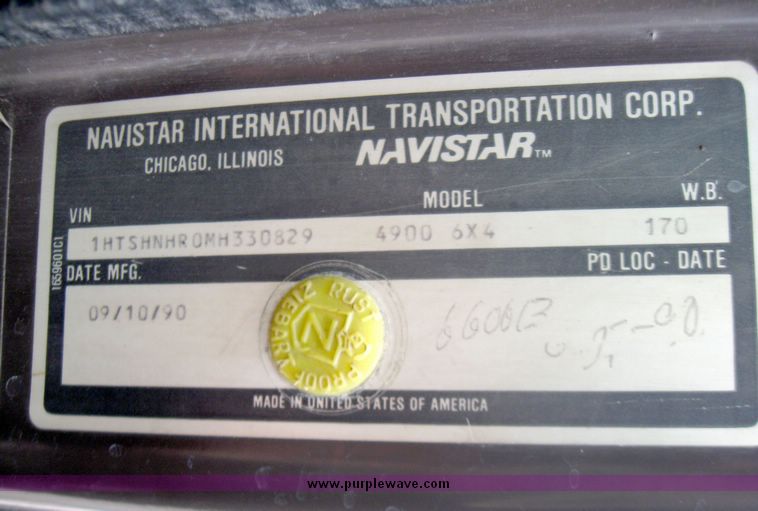 NAVISTAR INTERNATIONAL TRANSPORTATION CORP.
CHICAGO, ILLINOIS NAVISTAR™
VIN MODEL W.B.
1HTSHNHR0MH330829 4900 6X4 170
DATE MFG. PD LOC - DATE
09/10/90
ZIEBART RUST PROOF
N
MADE IN UNITED STATES OF AMERICA
1659601C1
www.purplewave.com